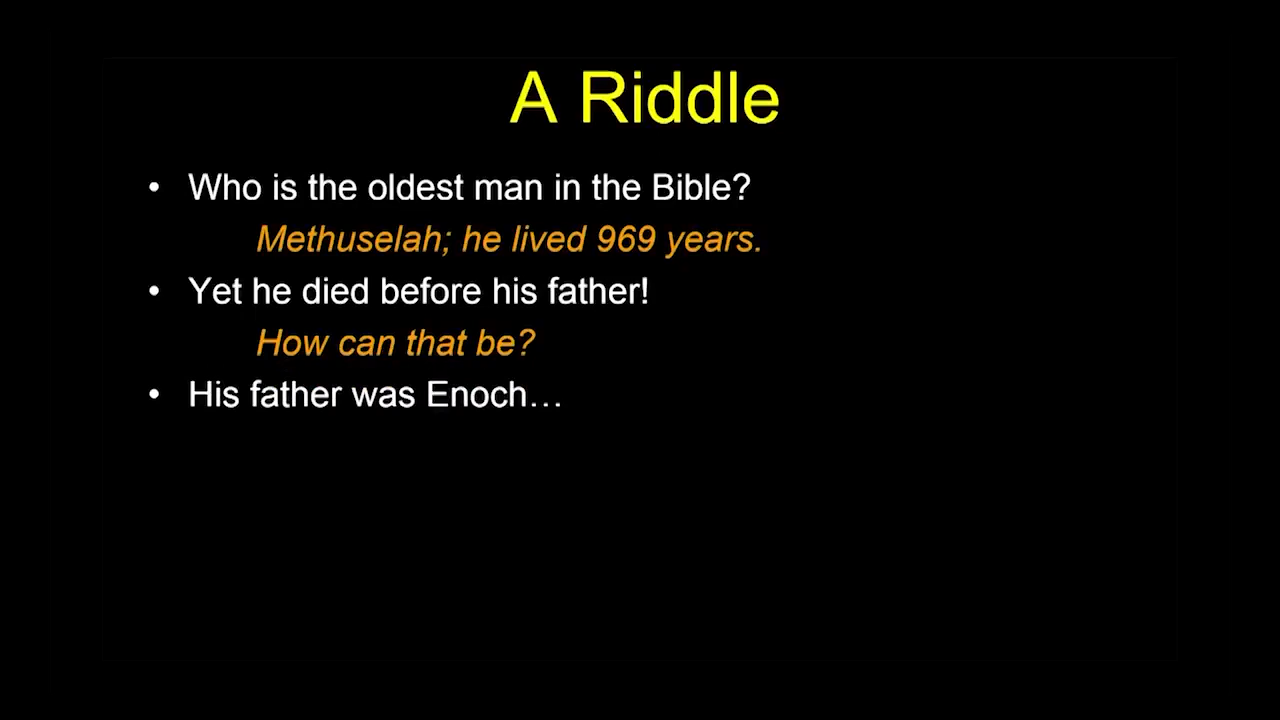 A Riddle
• Who is the oldest man in the Bible?
Methuselah; he lived 969 years.
• Yet he died before his father!
How can that be?
• His father was Enoch…